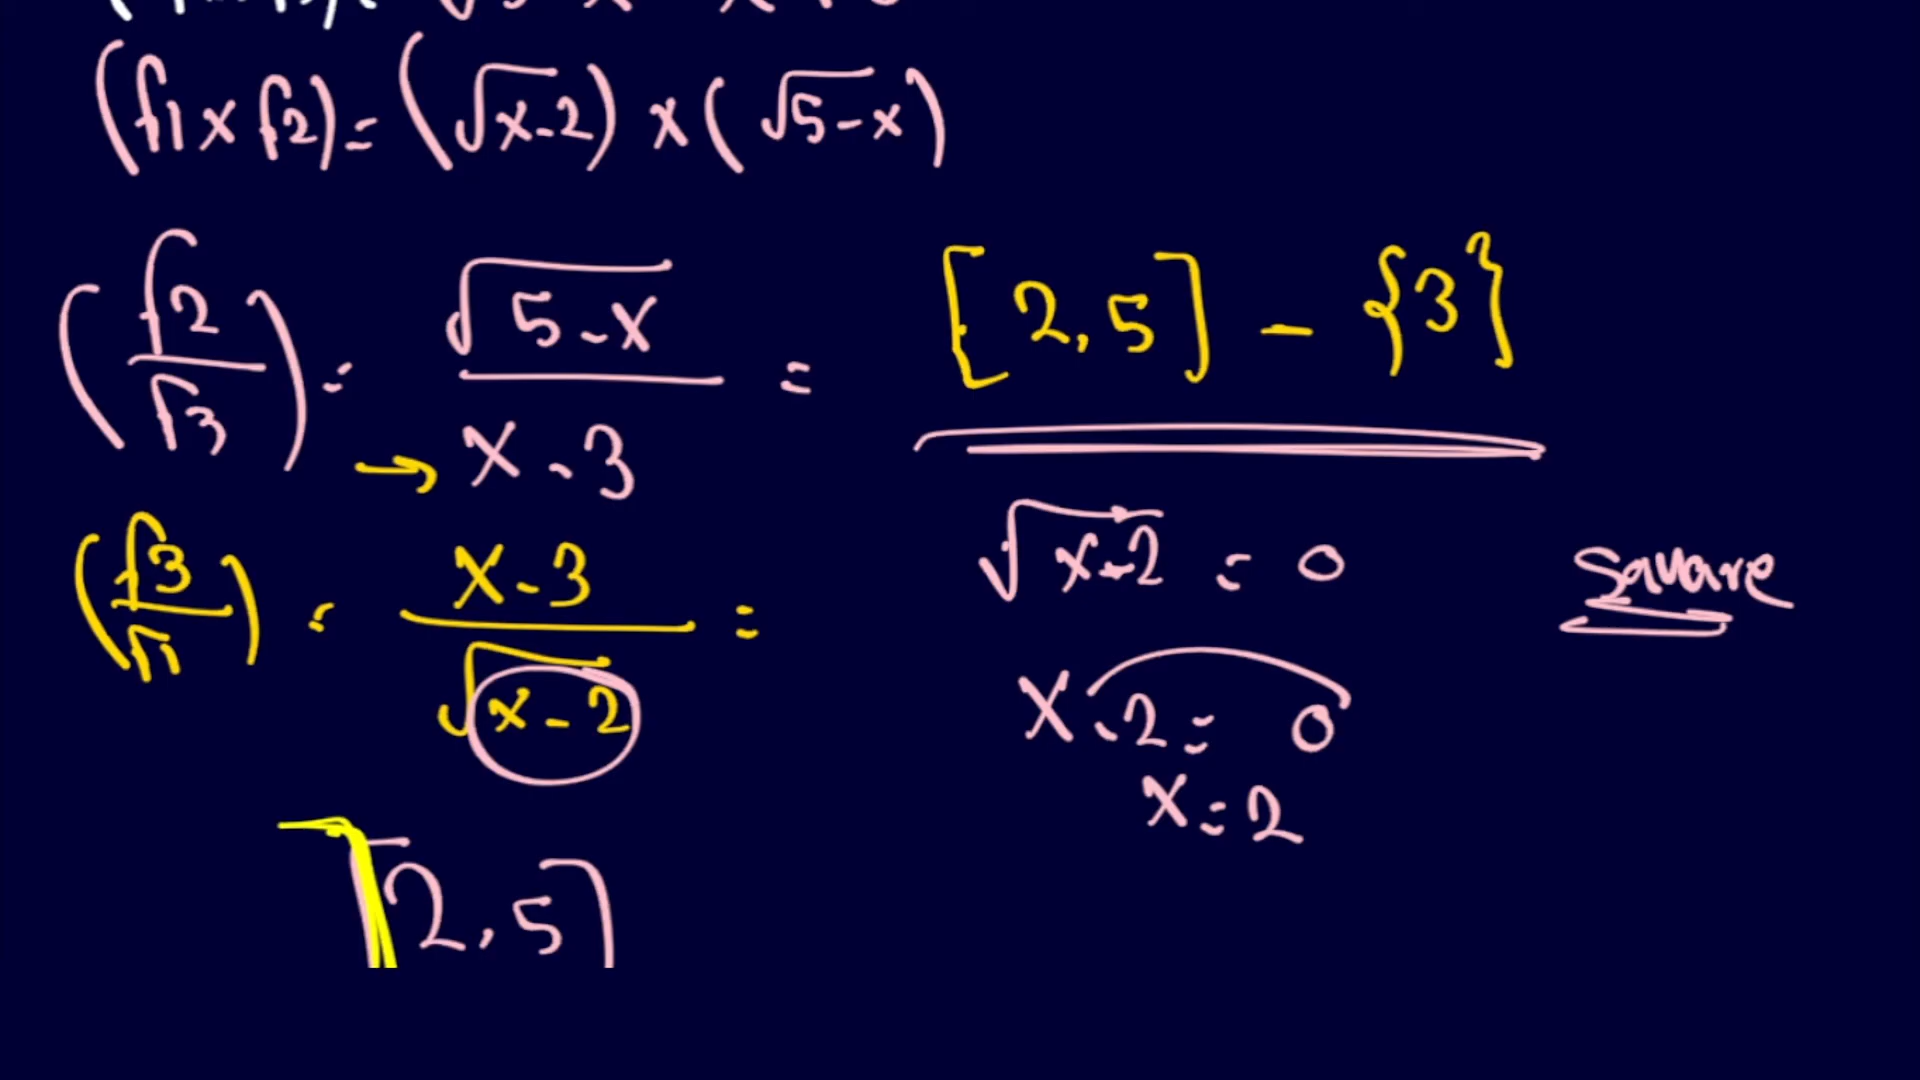 (f1 x f2) = (√x-2) x (√5-x)
(f2/f3) = √5-x / x-3 = [2,5] - {3}
→
(f3/f1) = x-3 / √x-2 =
√x-2 = 0 Square
x-2 = 0
x = 2
]2,5]